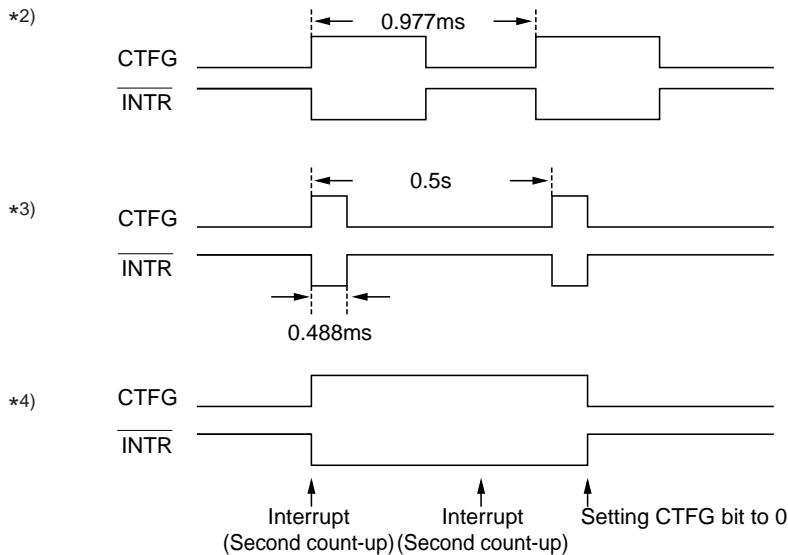 *2)
0.977ms
CTFG
INTR
*3)
0.5s
CTFG
INTR
0.488ms
*4)
CTFG
INTR
Interrupt Interrupt Setting CTFG bit to 0
(Second count-up) (Second count-up)